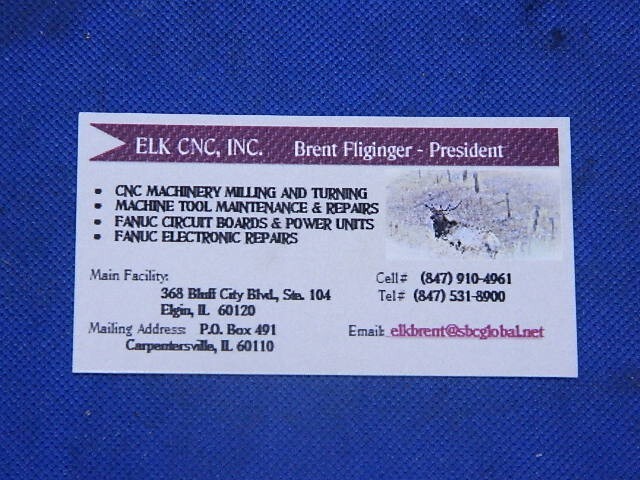 ELK CNC, INC. Brent Fliginger - President
• CNC MACHINERY MILLING AND TURNING
• MACHINE TOOL MAINTENANCE & REPAIRS
• FANUC CIRCUIT BOARDS & POWER UNITS
• FANUC ELECTRONIC REPAIRS
Main Facility: Cell# (847) 910-4961
368 Bluff City Blvd., Ste. 104 Tel# (847) 531-8900
Elgin, IL 60120
Mailing Address: P.O. Box 491 Email: elkbrent@sbcglobal.net
Carpentersville, IL 60110